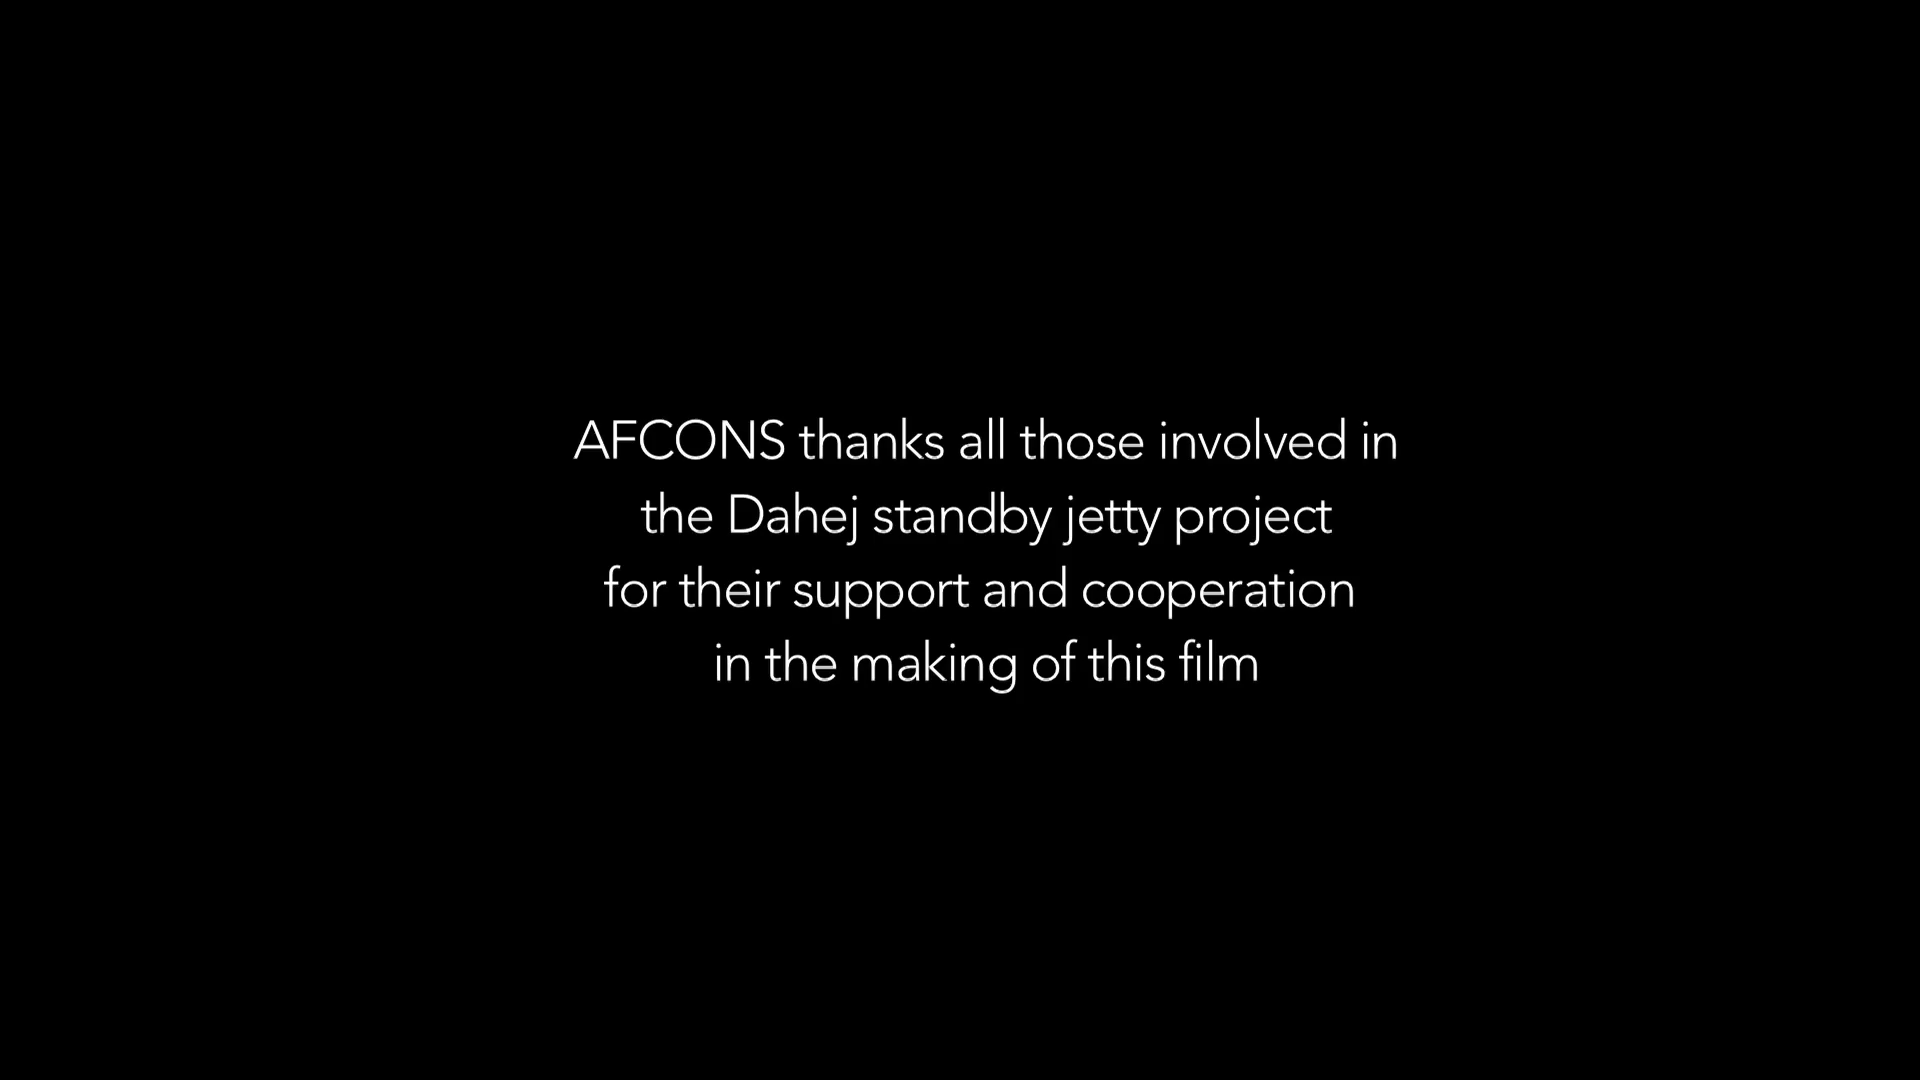 AFCONS thanks all those involved in
the Dahej standby jetty project
for their support and cooperation
in the making of this film